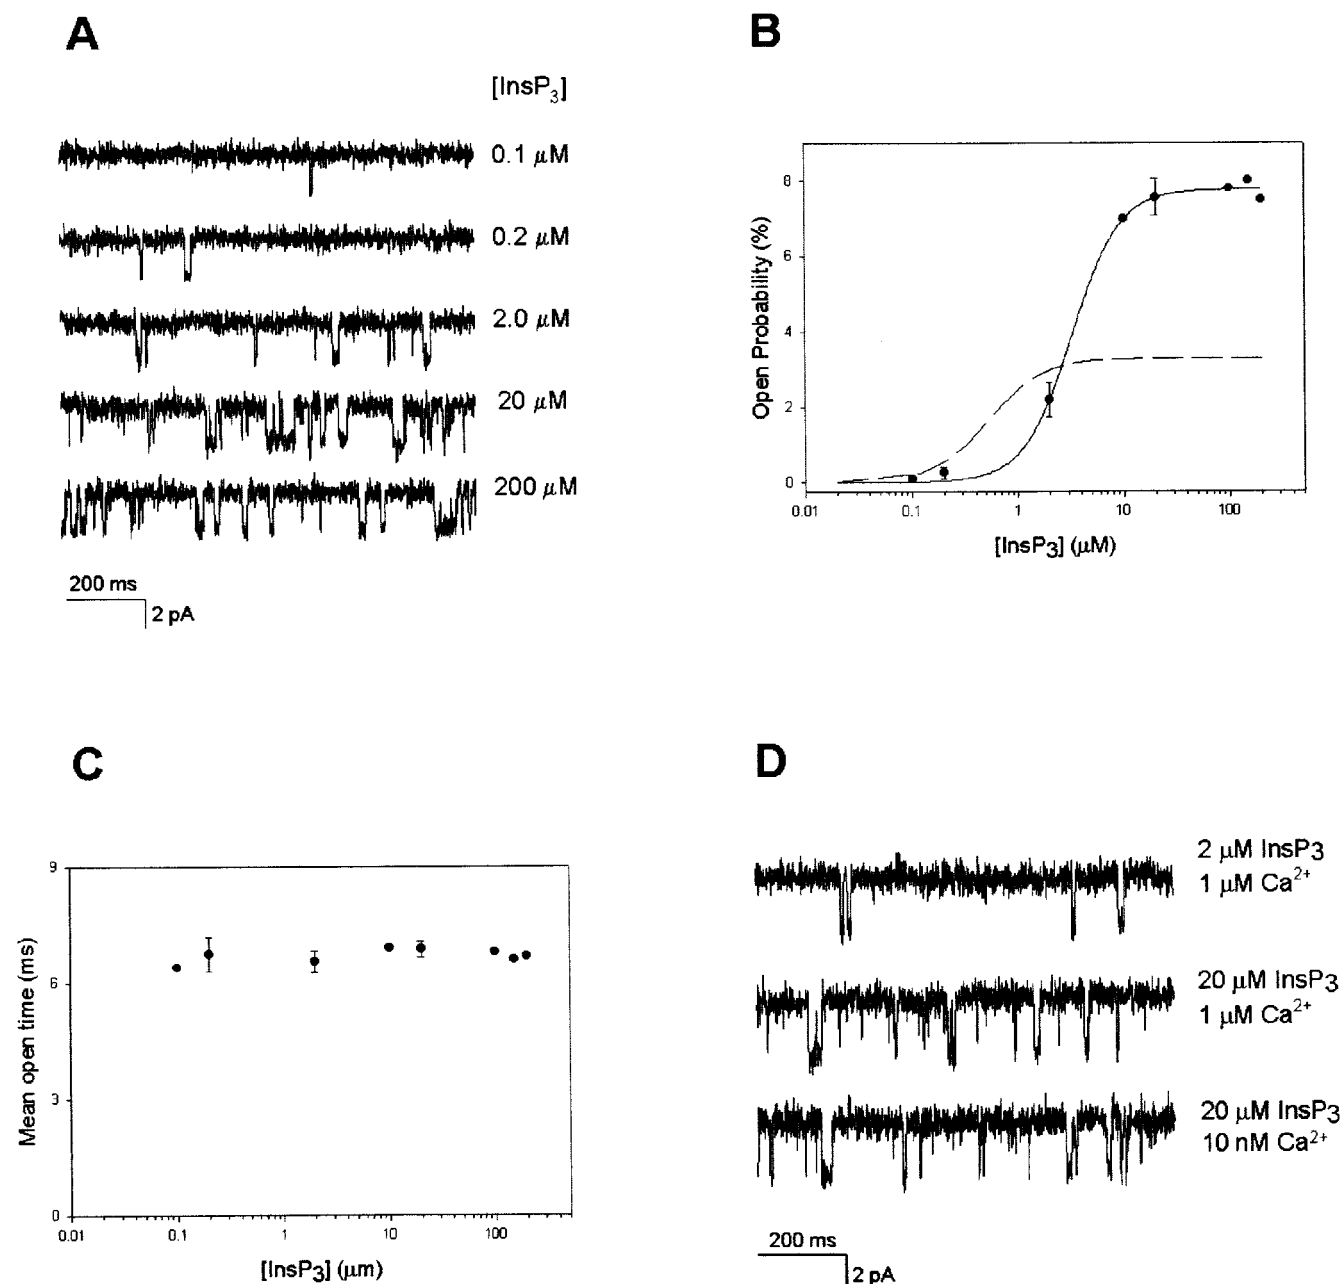 A
[InsP3]
0.1 μM
0.2 μM
2.0 μM
20 μM
200 μM
200 ms
2 pA
B
Open Probability (%)
8
6
4
2
0
0.01
0.1
1
10
100
[InsP3] (μM)
C
Mean open time (ms)
9
6
3
0
0.01
0.1
1
10
100
[InsP3] (μm)
D
2 μM InsP3
1 μM Ca2+
20 μM InsP3
1 μM Ca2+
20 μM InsP3
10 nM Ca2+
200 ms
2 pA